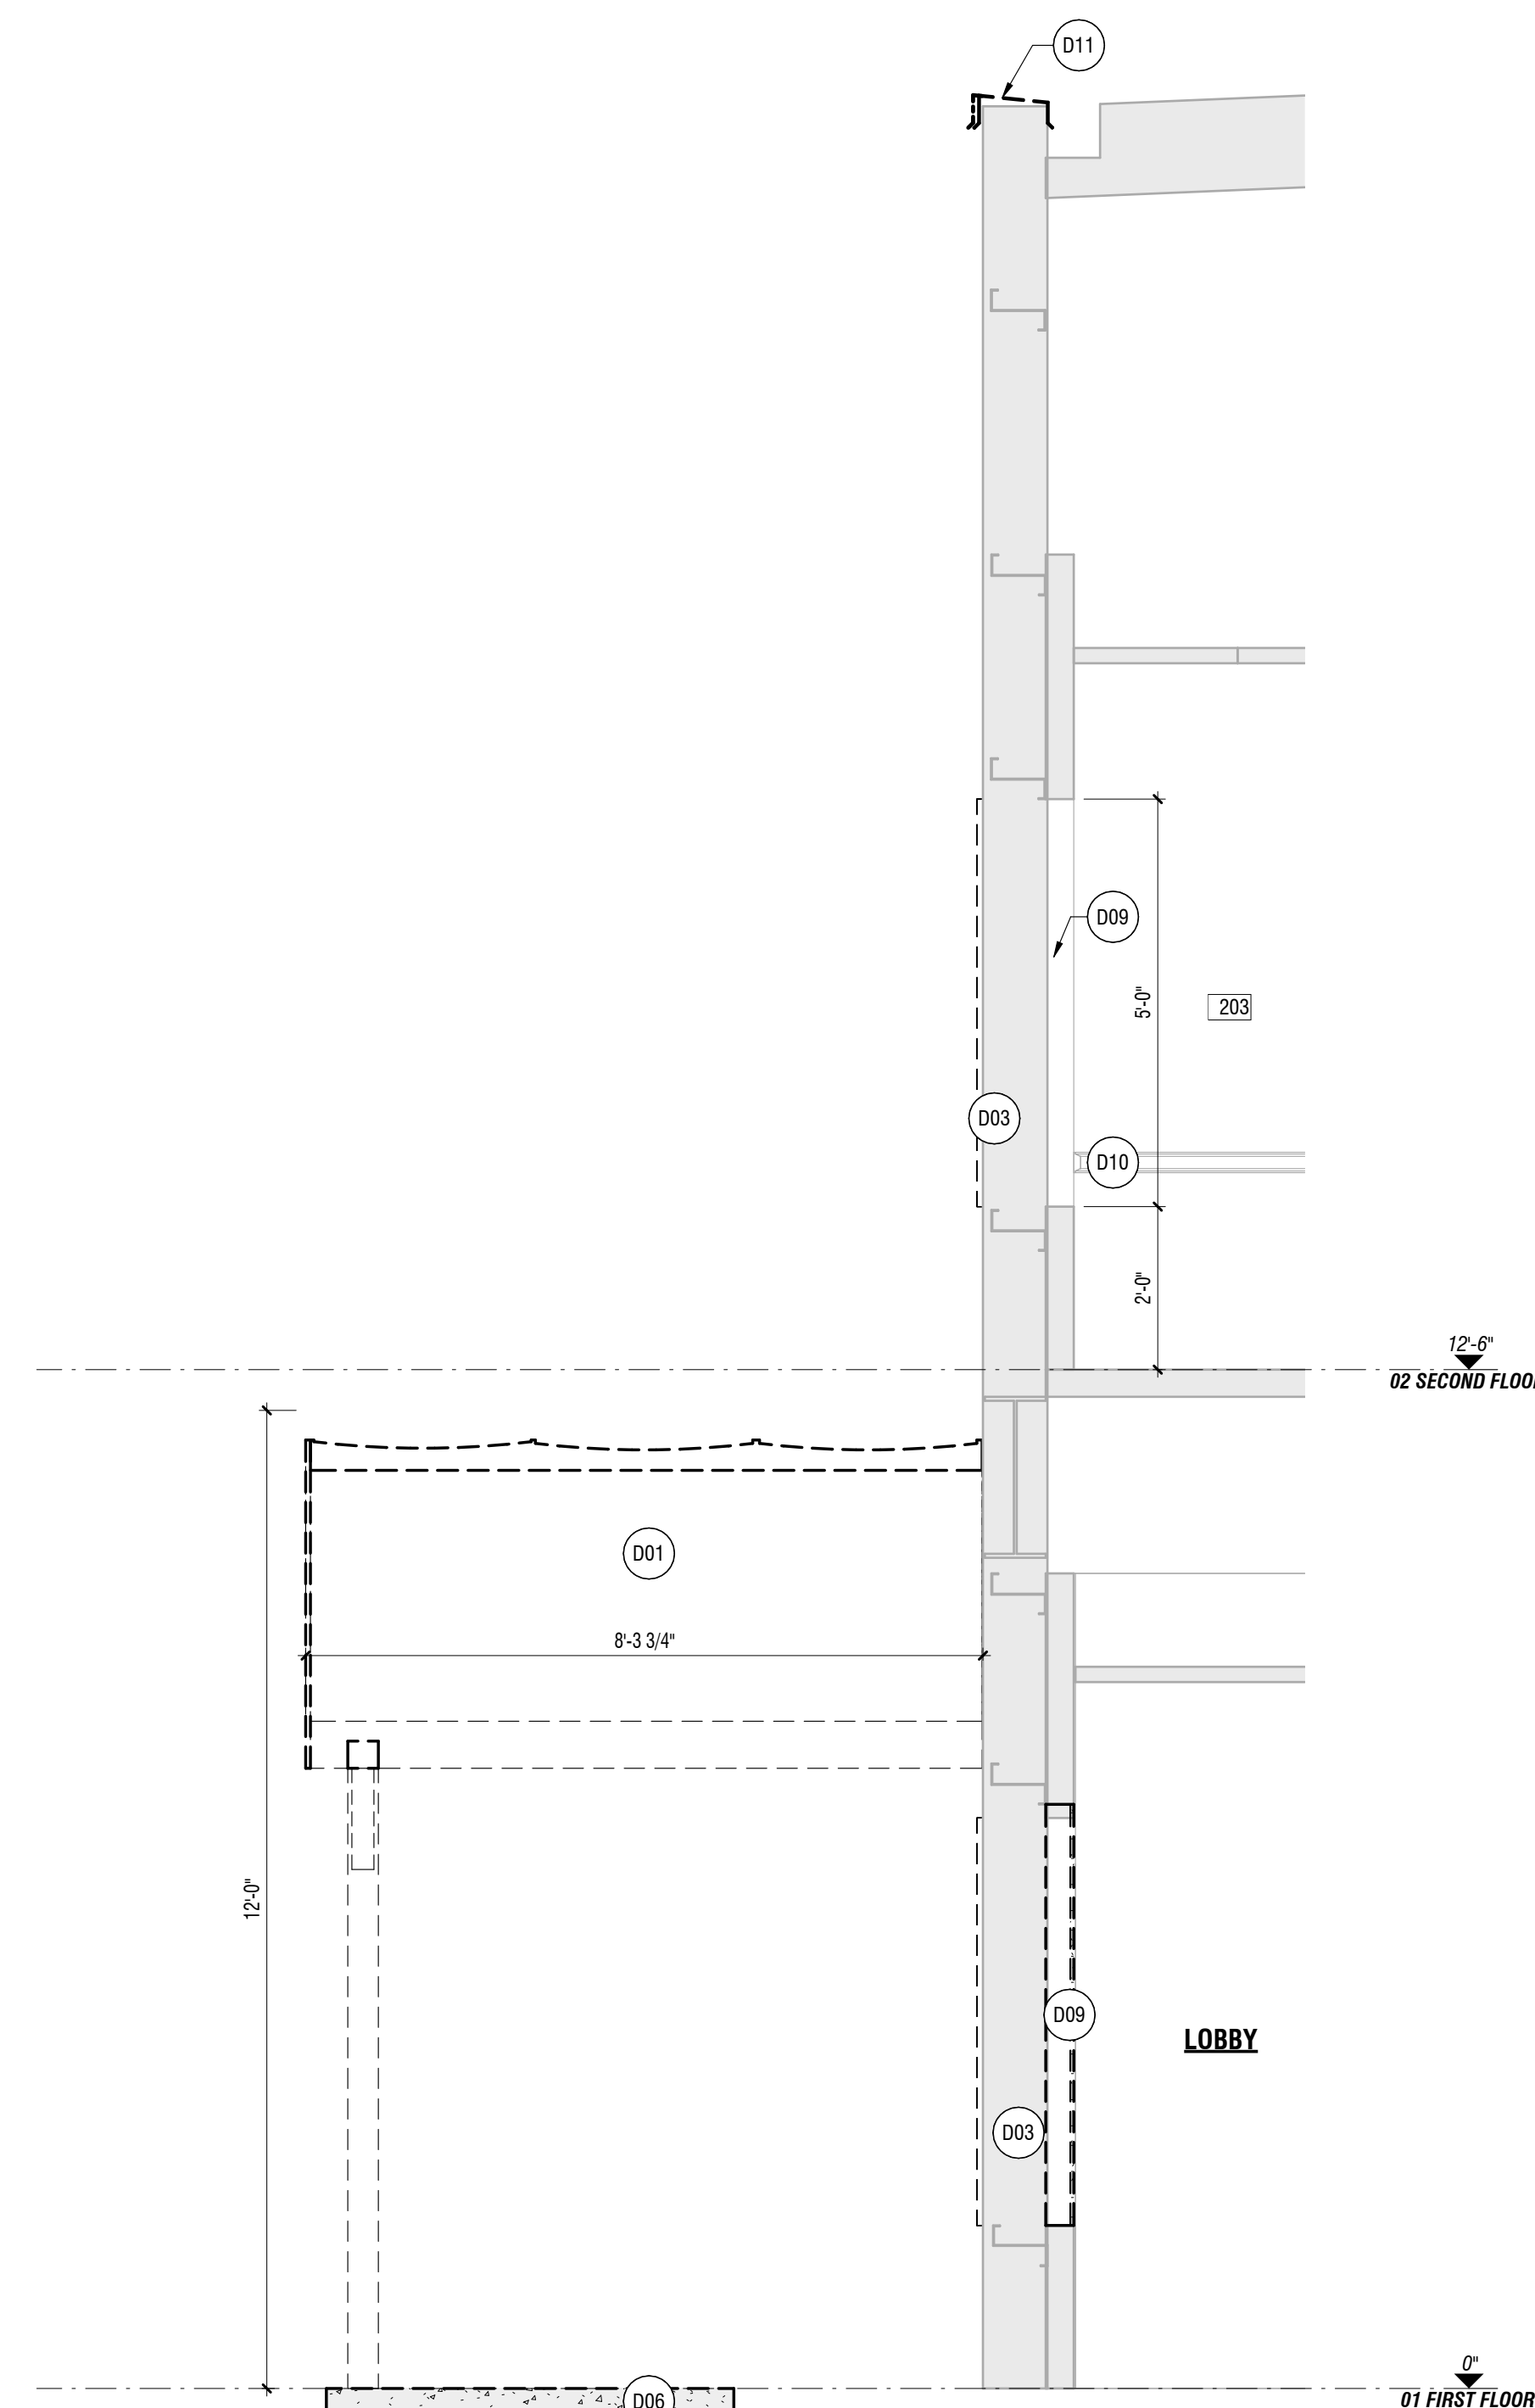 D11
D09
5'-0"
203
D03
D10
2'-0"
12'-6"
02 SECOND FLOO
D01
8'-3 3/4"
12'-0"
D09
LOBBY
D03
0"
01 FIRST FLOOR
D06